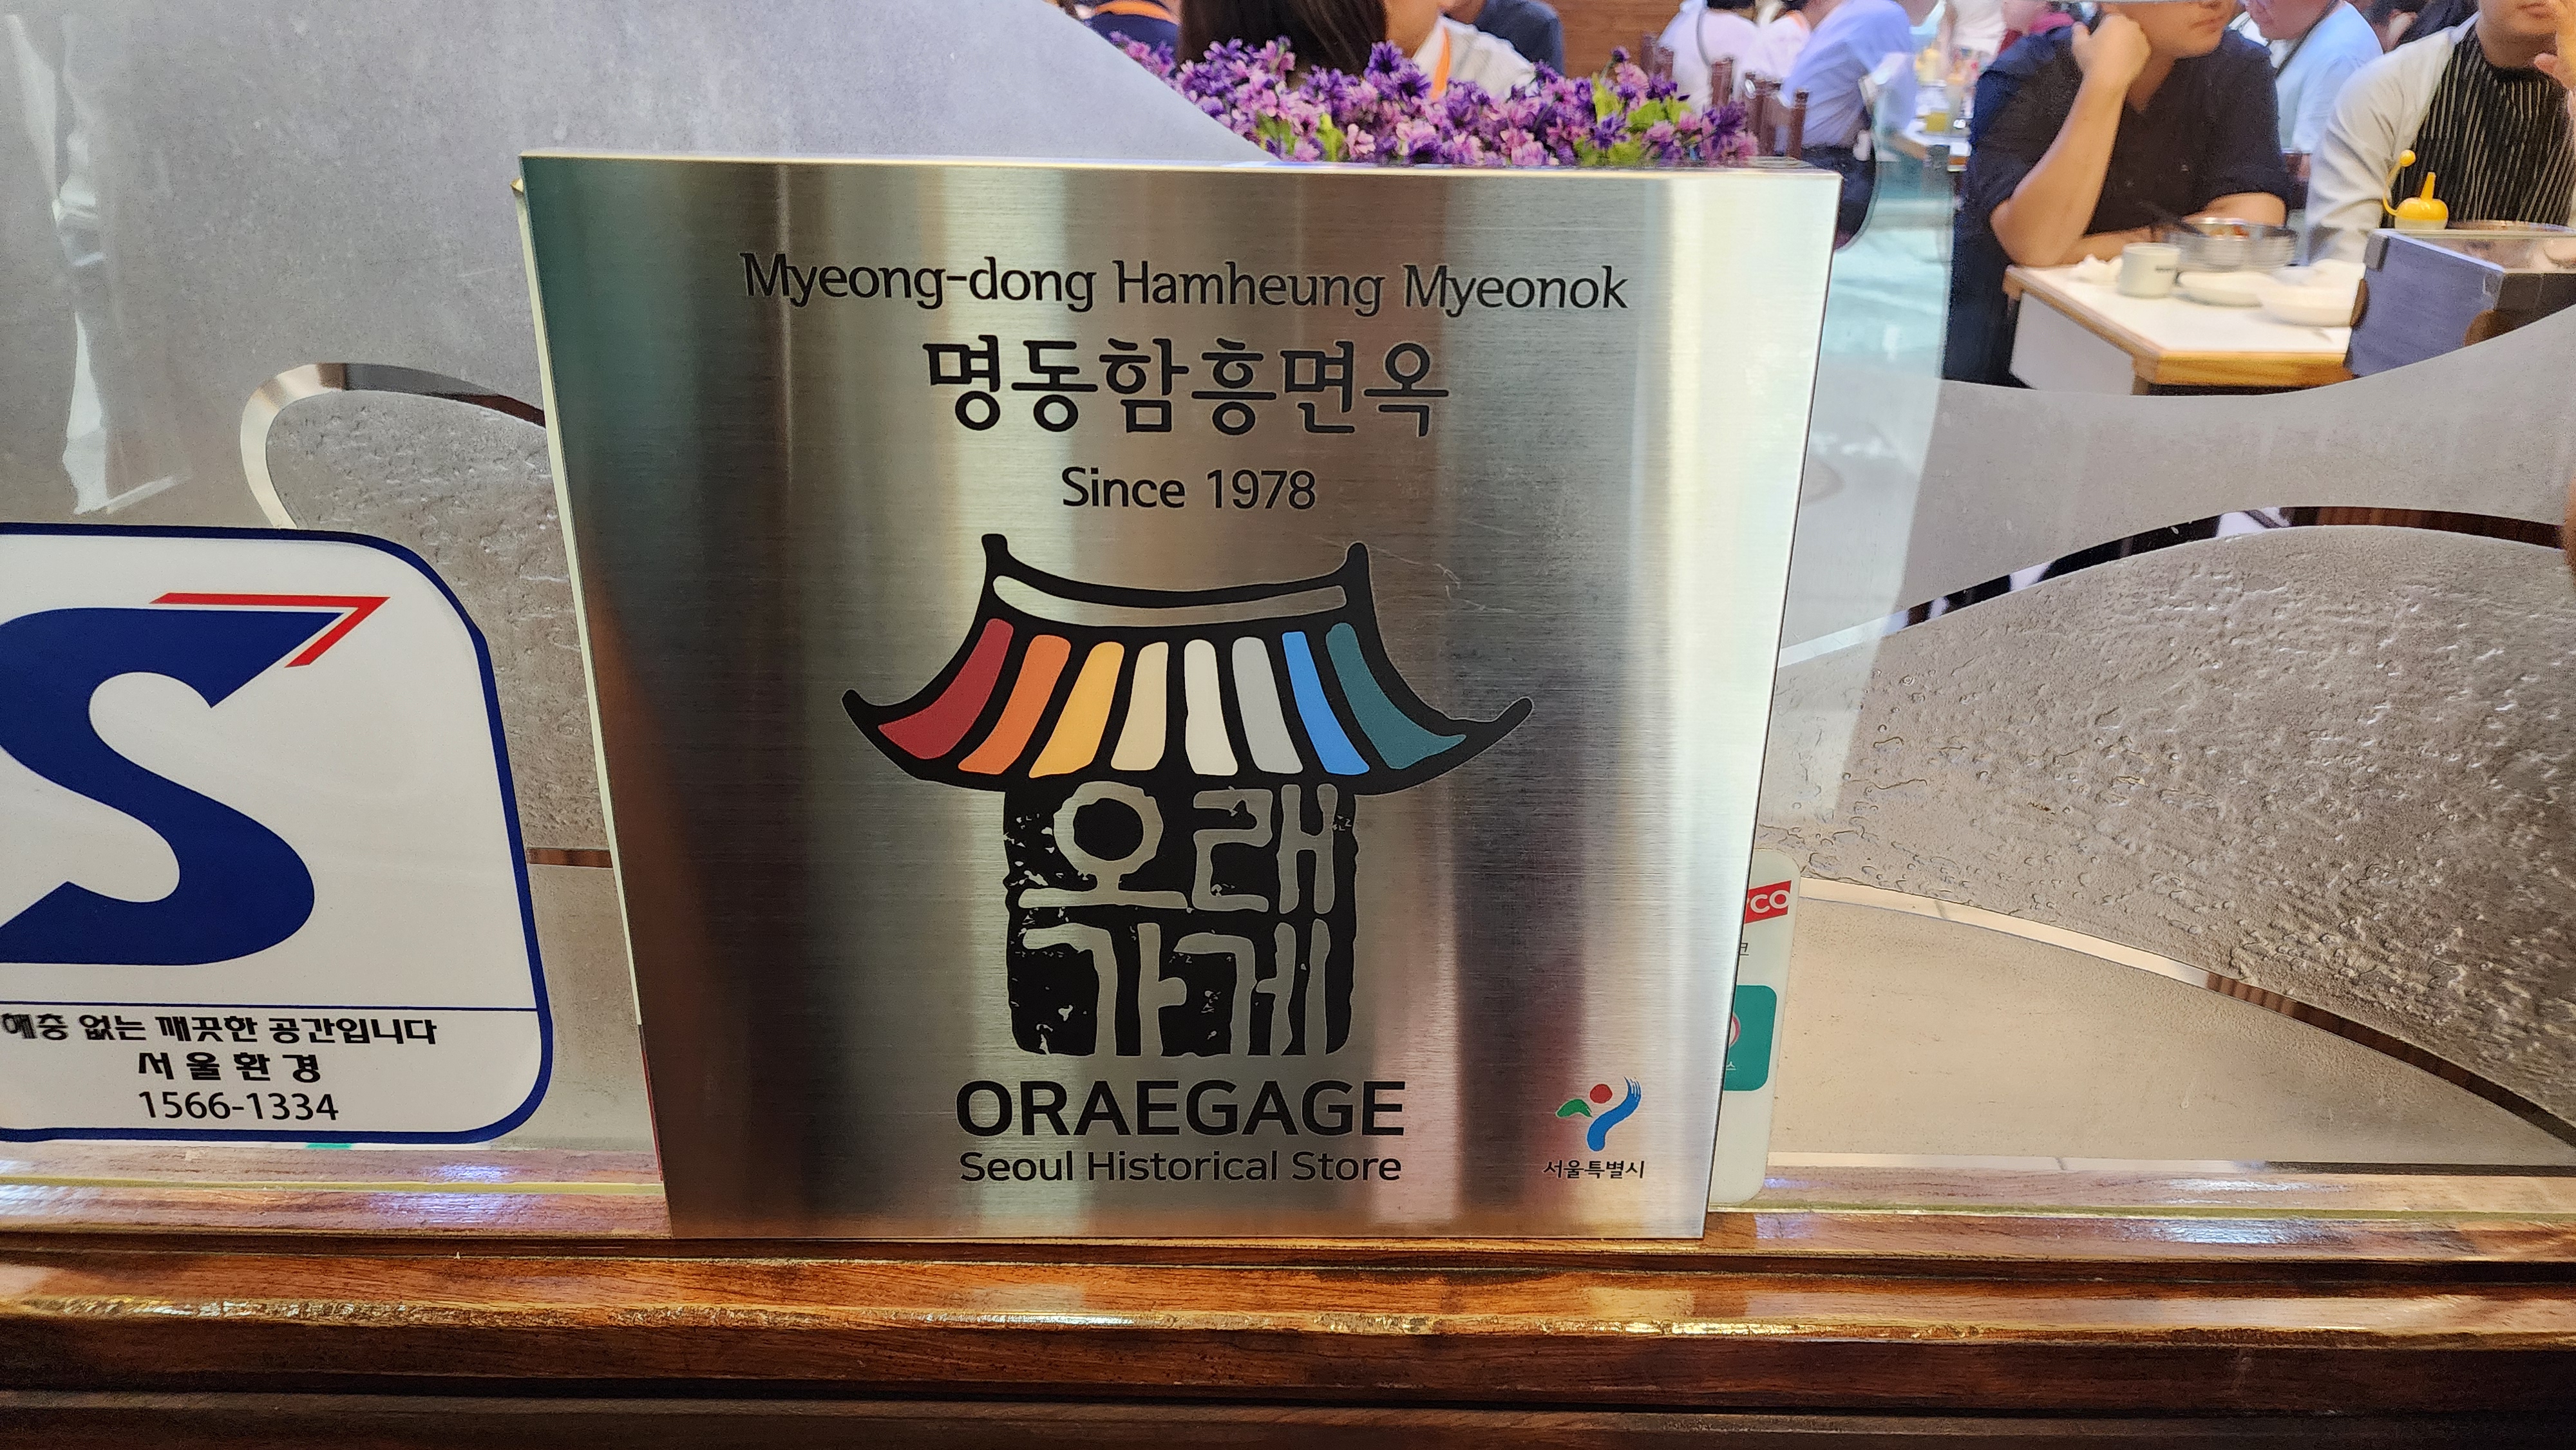 Myeong-dong Hamheung Myeonok
명동함흥면옥
Since 1978
오래
가게
ORAEGAGE
Seoul Historical Store
서울특별시
S
해충 없는 깨끗한 공간입니다
서울환경
1566-1334
CO